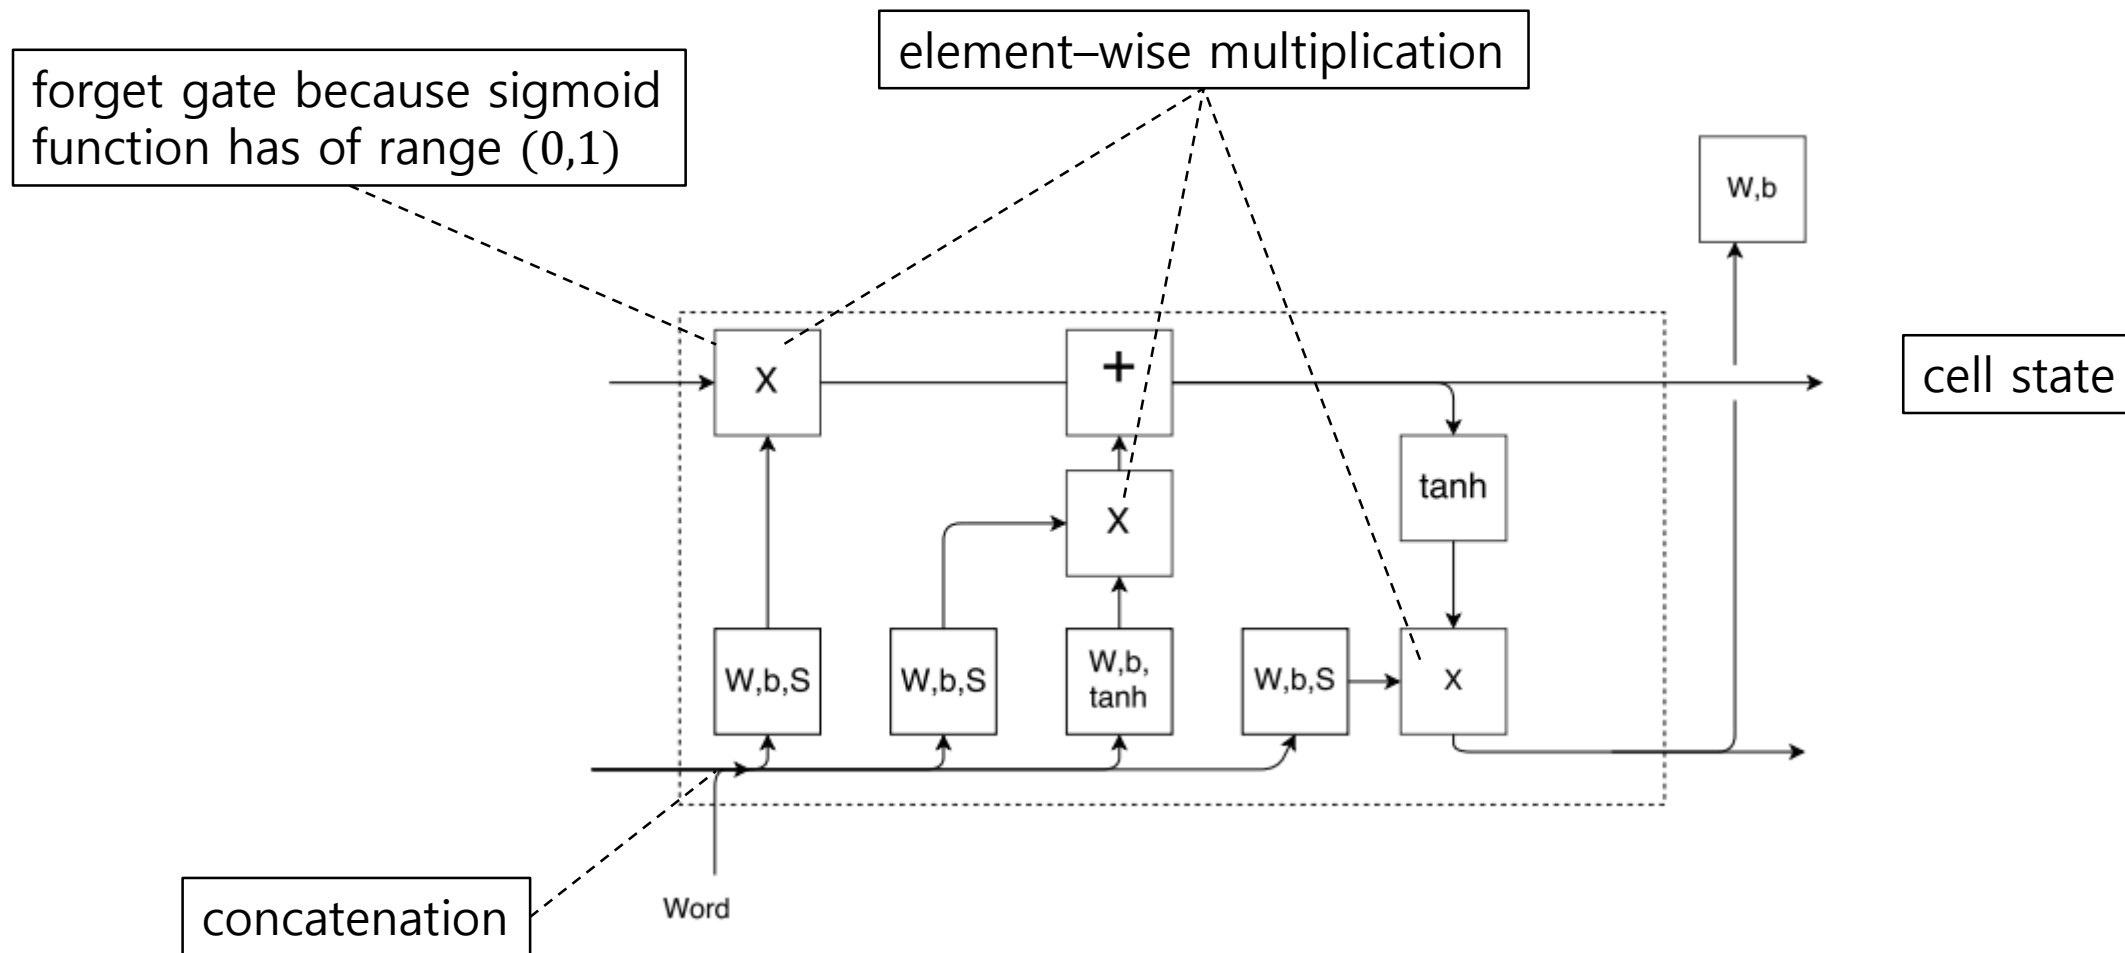 element–wise multiplication
forget gate because sigmoid
function has of range (0,1)
W,b
cell state
X
+
tanh
X
W,b,S
W,b,S
W,b,
tanh
W,b,S
X
Word
concatenation